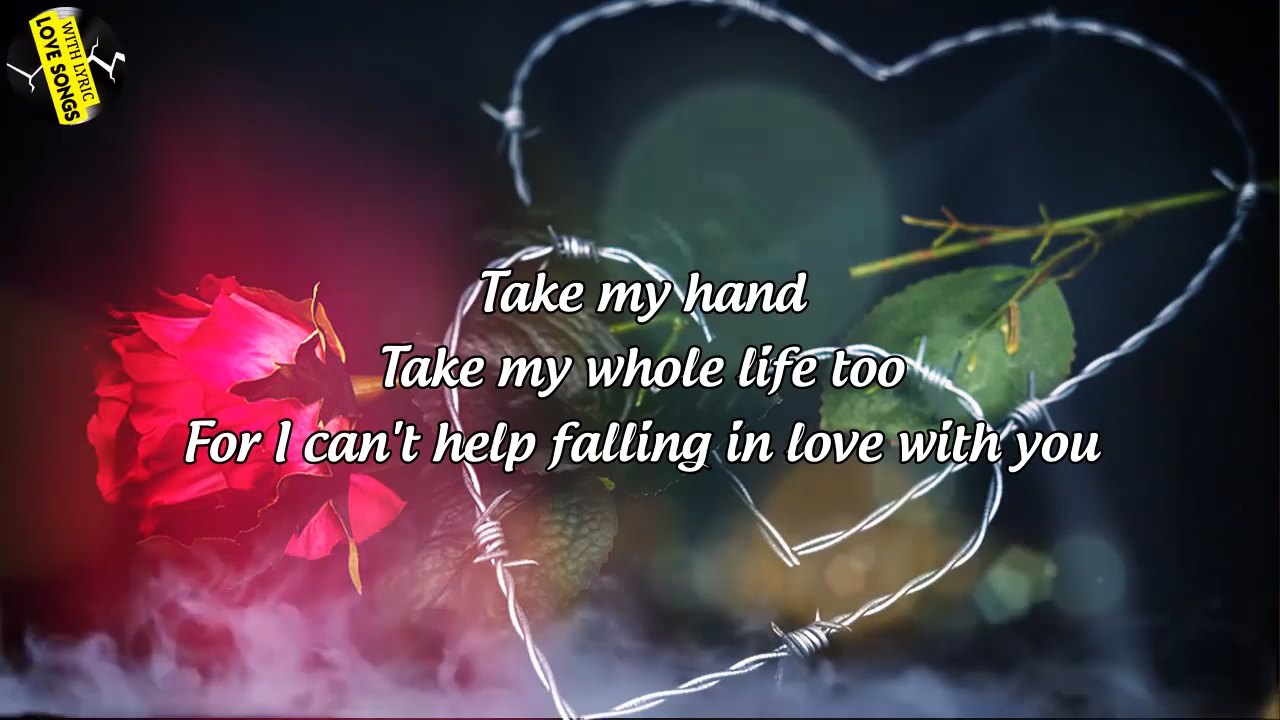 WITH LYRIC
LOVE SONGS
Take my hand
Take my whole life too
For I can't help falling in love with you